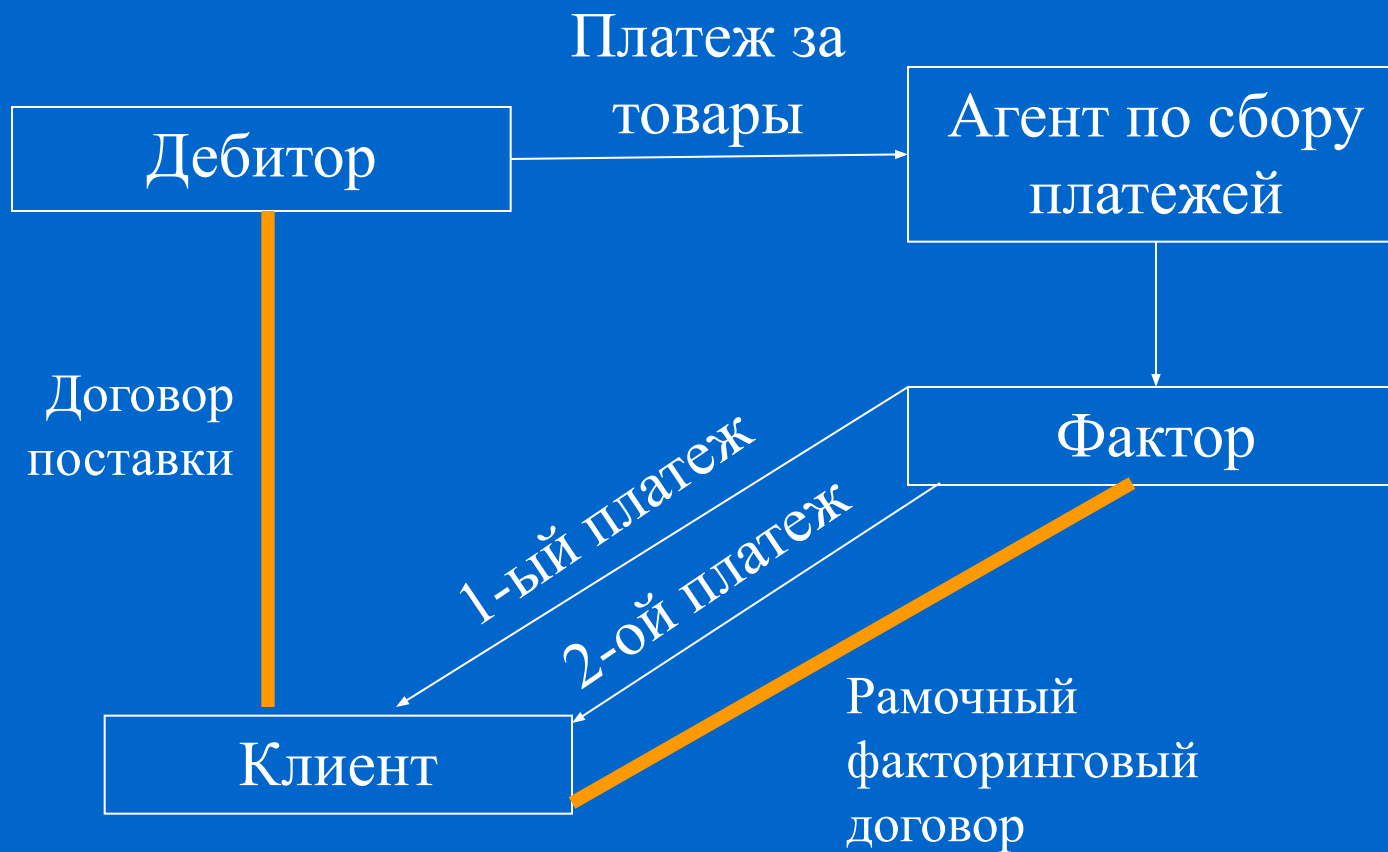 Платеж за
товары
Дебитор
Агент по сбору
платежей
Договор
поставки
Фактор
1-ый платеж
2-ой платеж
Клиент
Рамочный
факторинговый
договор